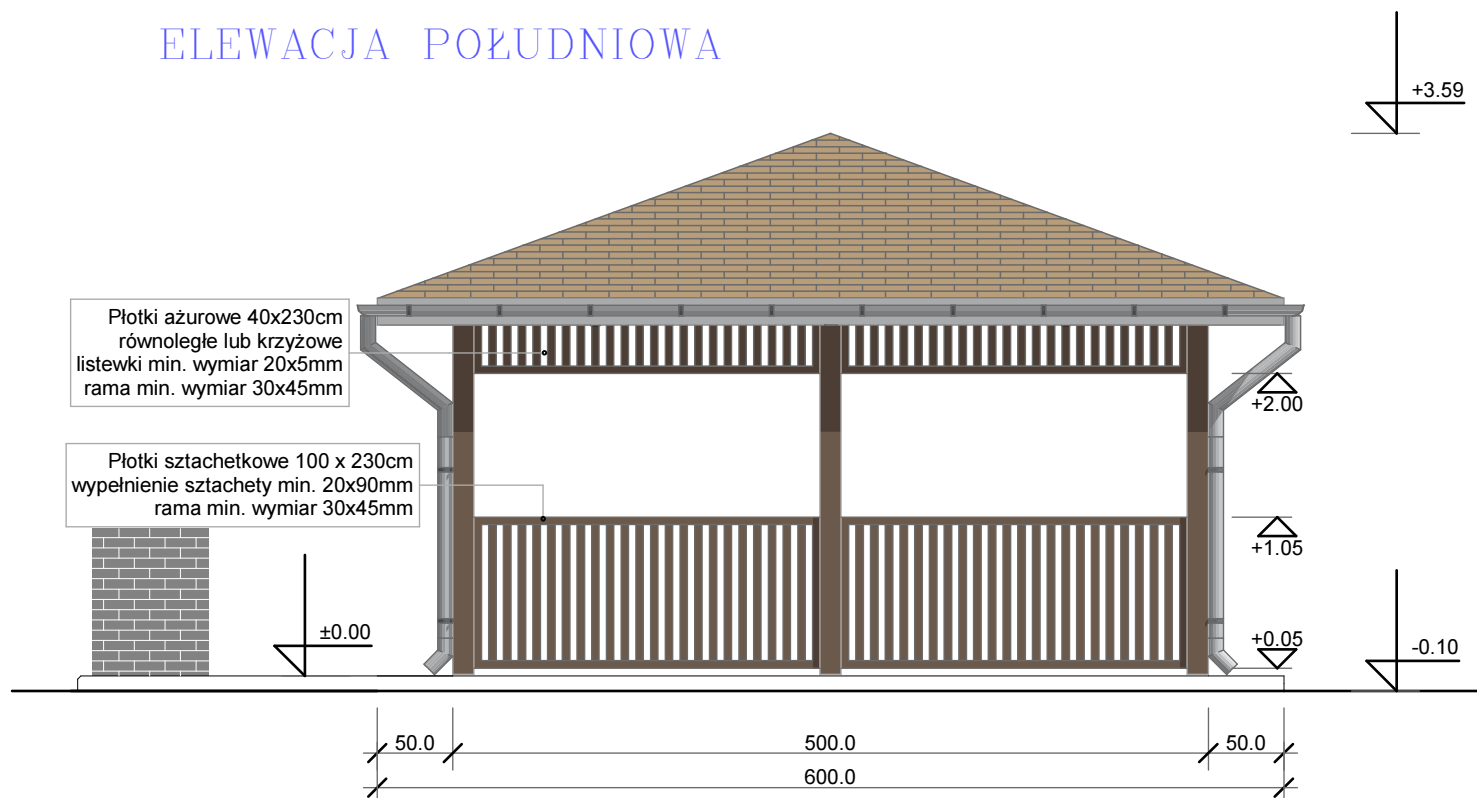 ELEWACJA POŁUDNIOWA
+3.59
Płotki ażurowe 40x230cm
równoległe lub krzyżowe
listewki min. wymiar 20x5mm
rama min. wymiar 30x45mm
+2.00
Płotki sztachetkowe 100 x 230cm
wypełnienie sztachety min. 20x90mm
rama min. wymiar 30x45mm
+1.05
±0.00
+0.05
-0.10
50.0
500.0
50.0
600.0